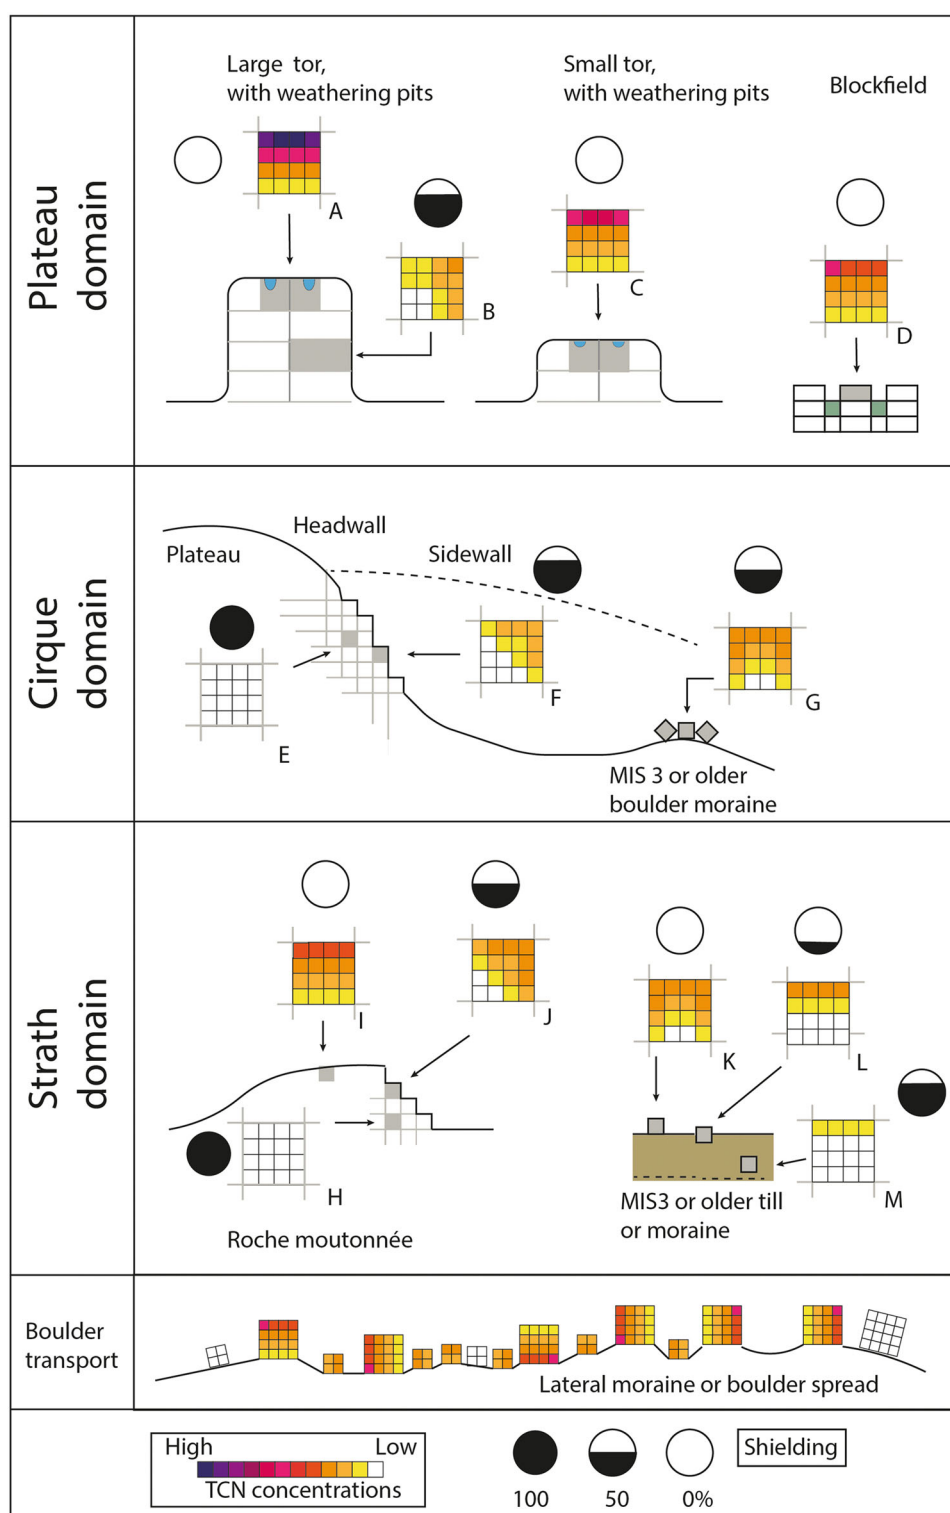 Plateau
domain
Large tor,
with weathering pits
Small tor,
with weathering pits
Blockfield
A
B
C
D
Cirque
domain
Headwall
Plateau
Sidewall
E
F
G
MIS 3 or older
boulder moraine
Strath
domain
I
J
K
L
H
M
Roche moutonnée
MIS3 or older till
or moraine
Boulder
transport
Lateral moraine or boulder spread
High
Low
TCN concentrations
Shielding
100
50
0%